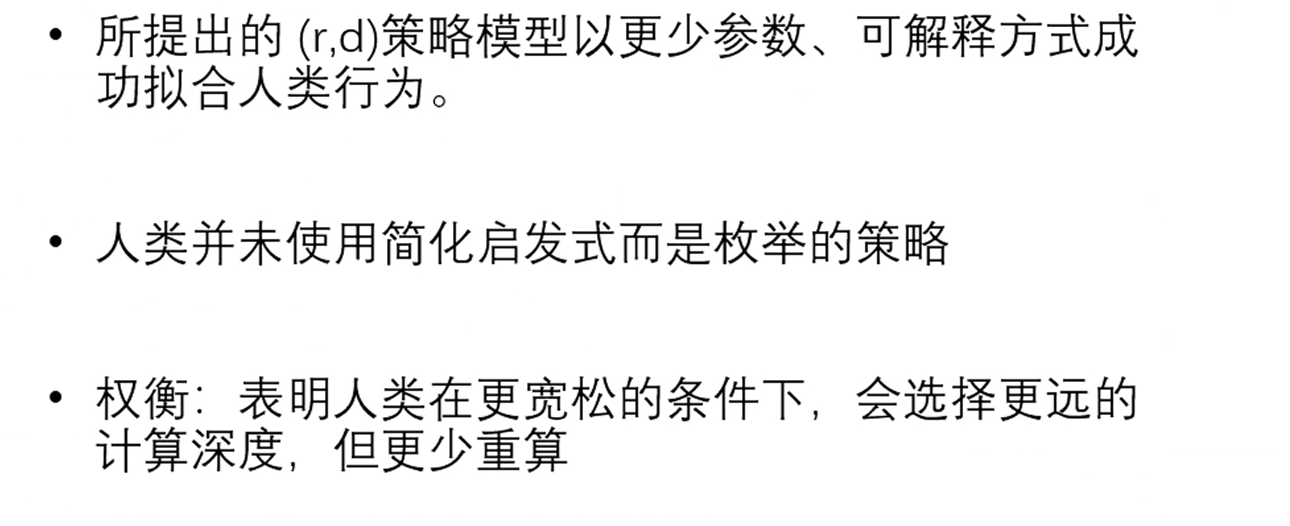 • 所提出的 (r,d)策略模型以更少参数、可解释方式成
功拟合人类行为。
• 人类并未使用简化启发式而是枚举的策略
• 权衡：表明人类在更宽松的条件下，会选择更远的
计算深度，但更少重算